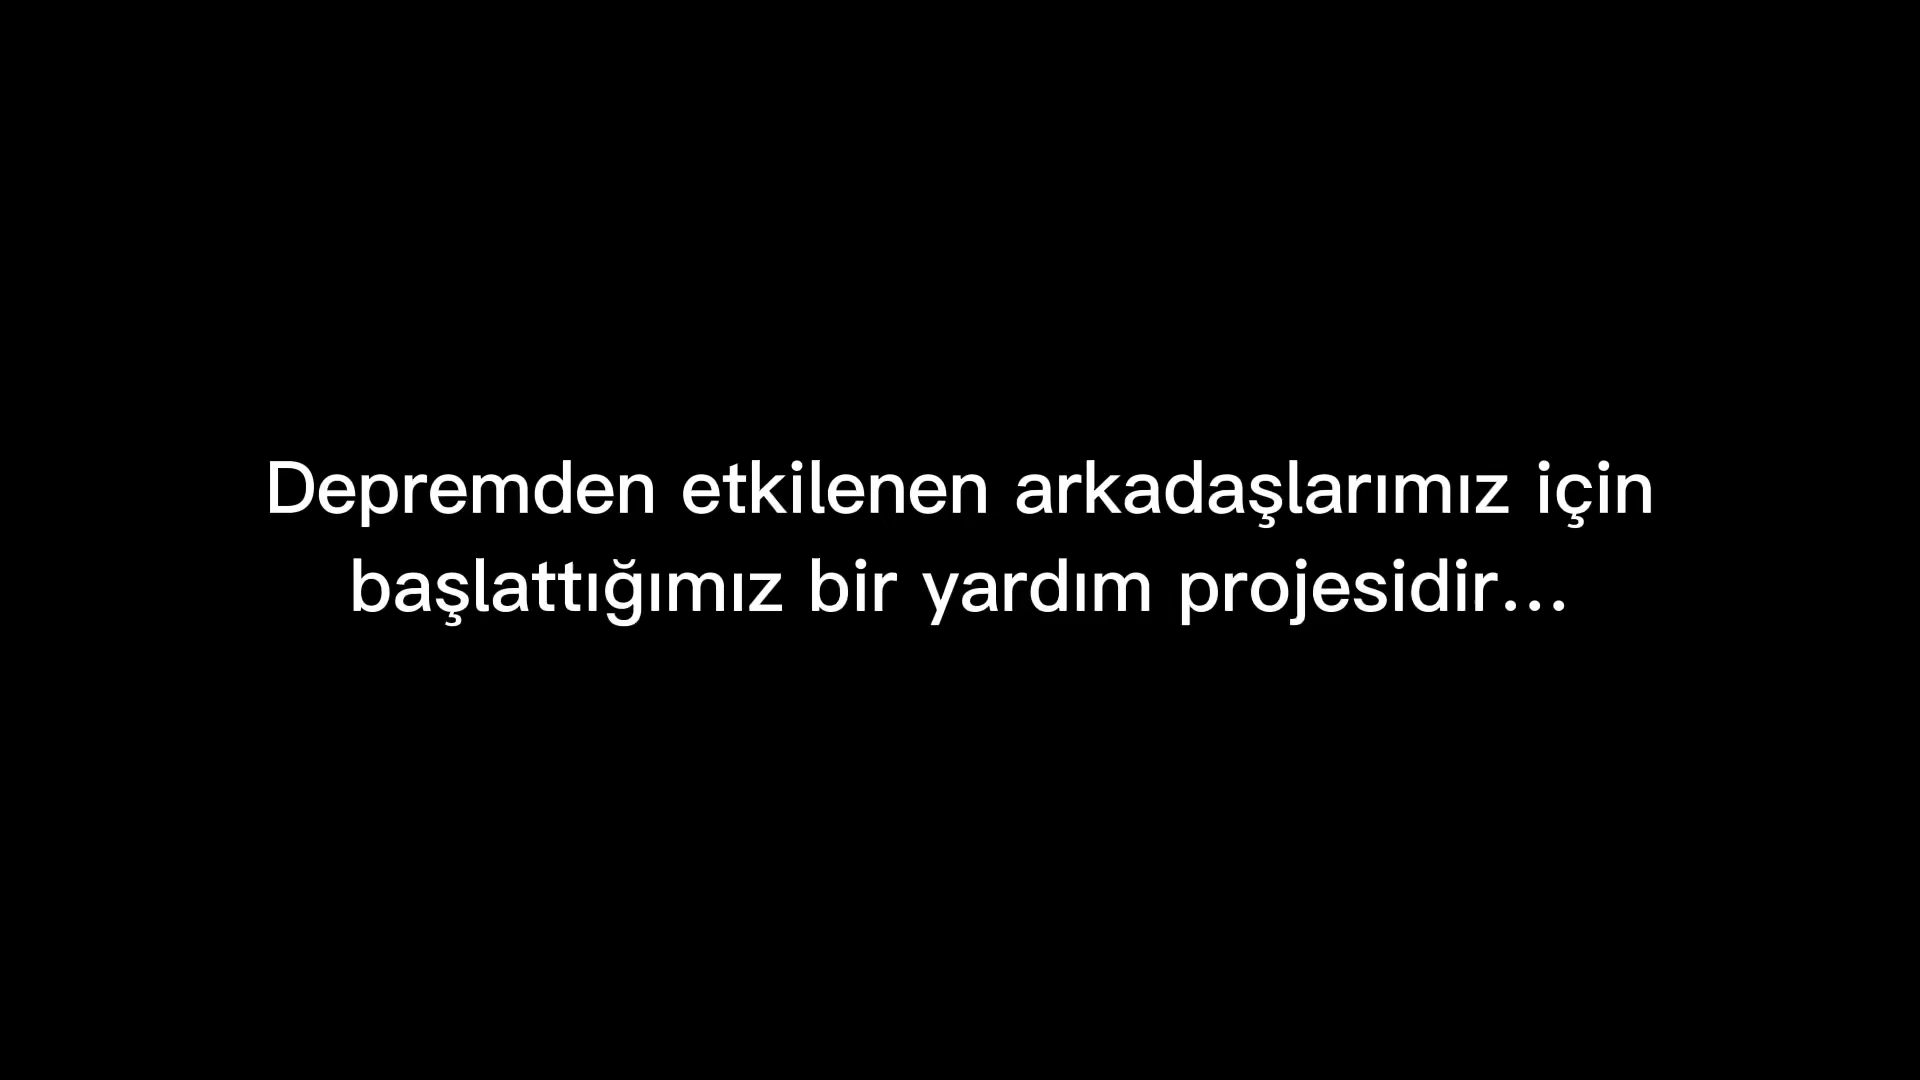 Depremden etkilenen arkadaşlarımız için
başlattığımız bir yardım projesidir...